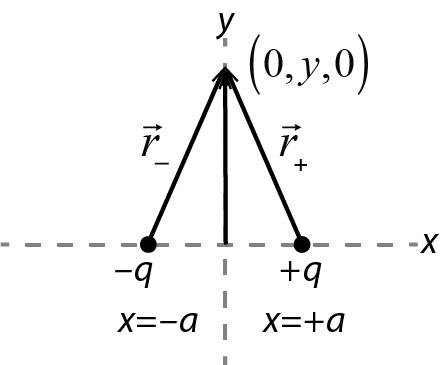 y
(0, y, 0)
r⃗₋ r⃗₊
x
−q +q
x=−a x=+a